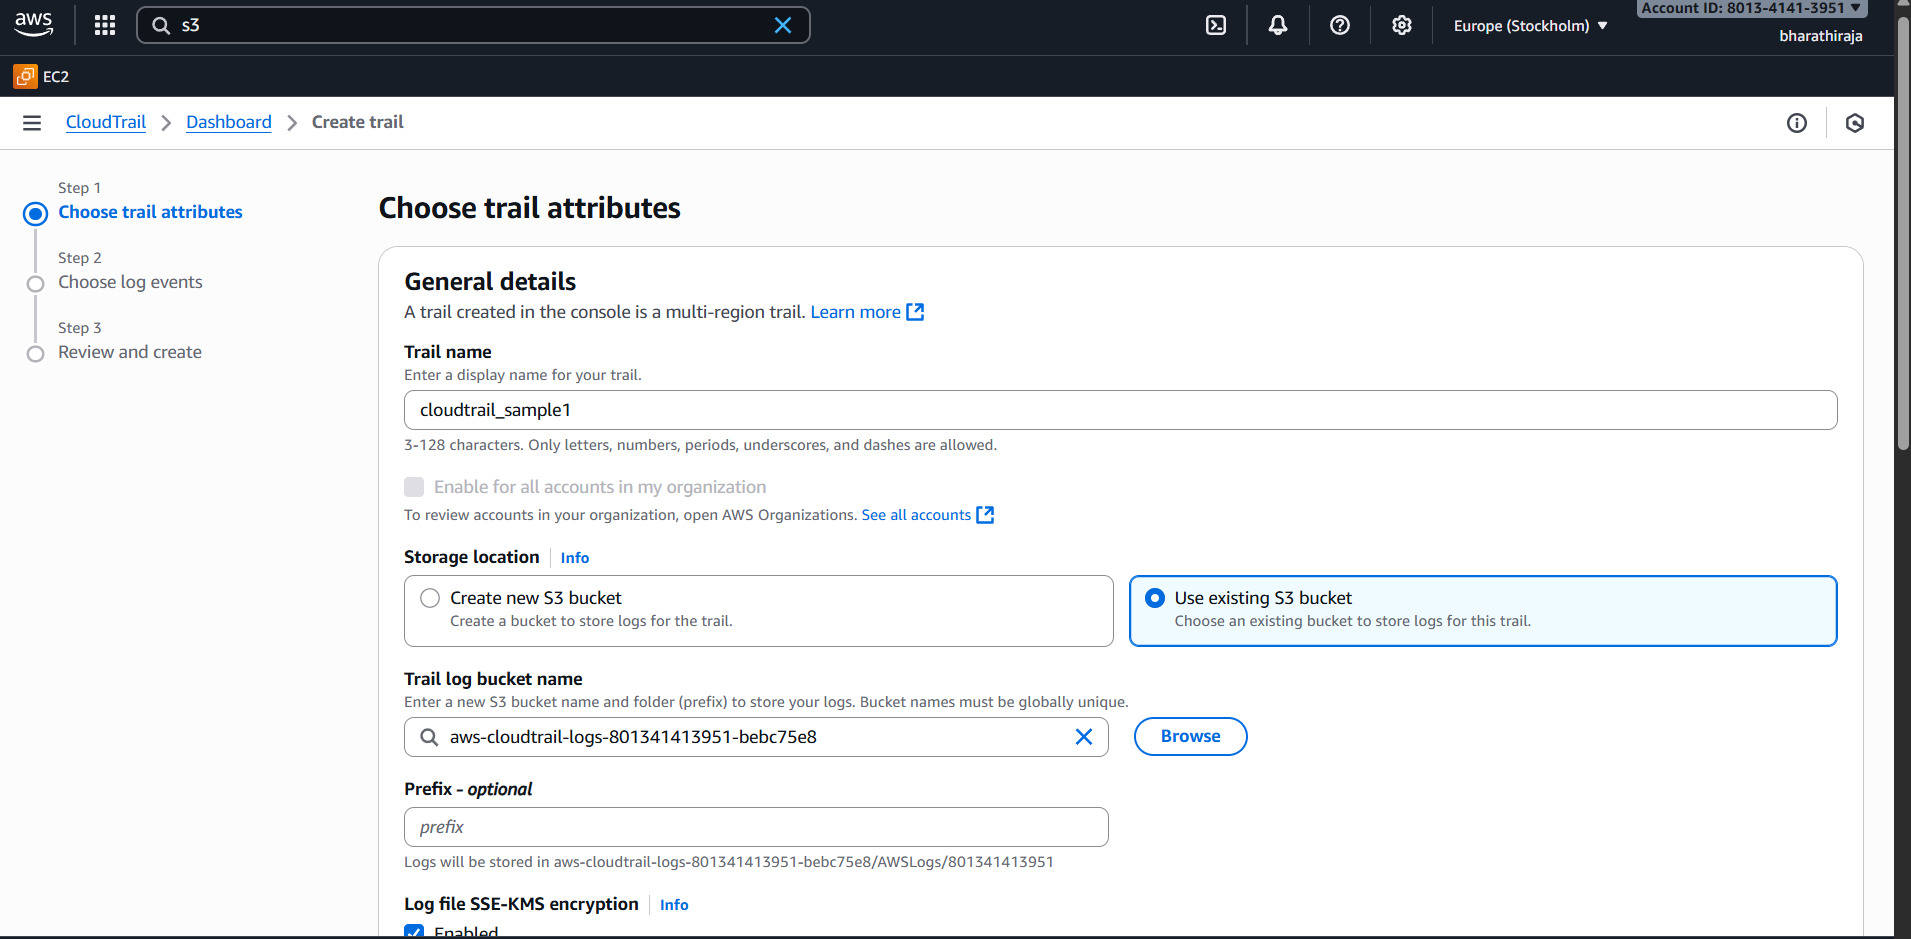 aws
s3
Europe (Stockholm)
Account ID: 8013-4141-3951
bharathiraja
EC2
CloudTrail
Dashboard
Create trail
Step 1
Choose trail attributes
Step 2
Choose log events
Step 3
Review and create
Choose trail attributes
General details
A trail created in the console is a multi-region trail. Learn more
Trail name
Enter a display name for your trail.
cloudtrail_sample1
3-128 characters. Only letters, numbers, periods, underscores, and dashes are allowed.
Enable for all accounts in my organization
To review accounts in your organization, open AWS Organizations. See all accounts
Storage location Info
Create new S3 bucket
Create a bucket to store logs for the trail.
Use existing S3 bucket
Choose an existing bucket to store logs for this trail.
Trail log bucket name
Enter a new S3 bucket name and folder (prefix) to store your logs. Bucket names must be globally unique.
aws-cloudtrail-logs-801341413951-bebc75e8
Browse
Prefix - optional
prefix
Logs will be stored in aws-cloudtrail-logs-801341413951-bebc75e8/AWSLogs/801341413951
Log file SSE-KMS encryption Info
Enabled